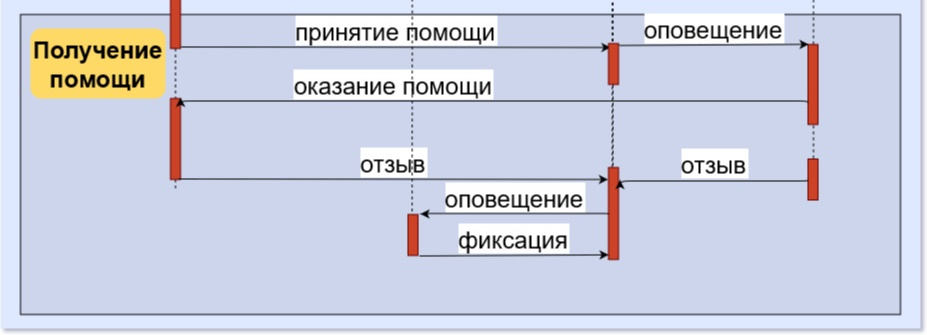 Получение
помощи
принятие помощи
оповещение
оказание помощи
отзыв
отзыв
оповещение
фиксация